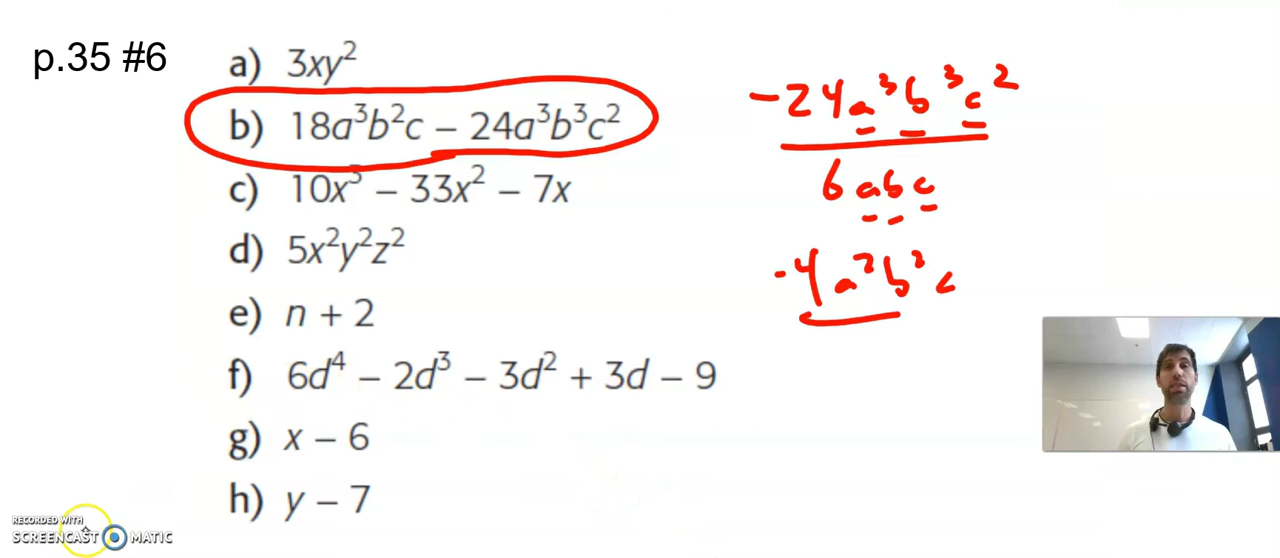 p.35 #6
a) 3xy²
b) 18a³b²c – 24a³b³c²
c) 10x³ – 33x² – 7x
d) 5x²y²z²
e) n + 2
f) 6d⁴ – 2d³ – 3d² + 3d – 9
g) x – 6
h) y – 7
-24a³b³c²
6abc
-4a²b²c
RECORDED WITH
SCREENCAST MATIC